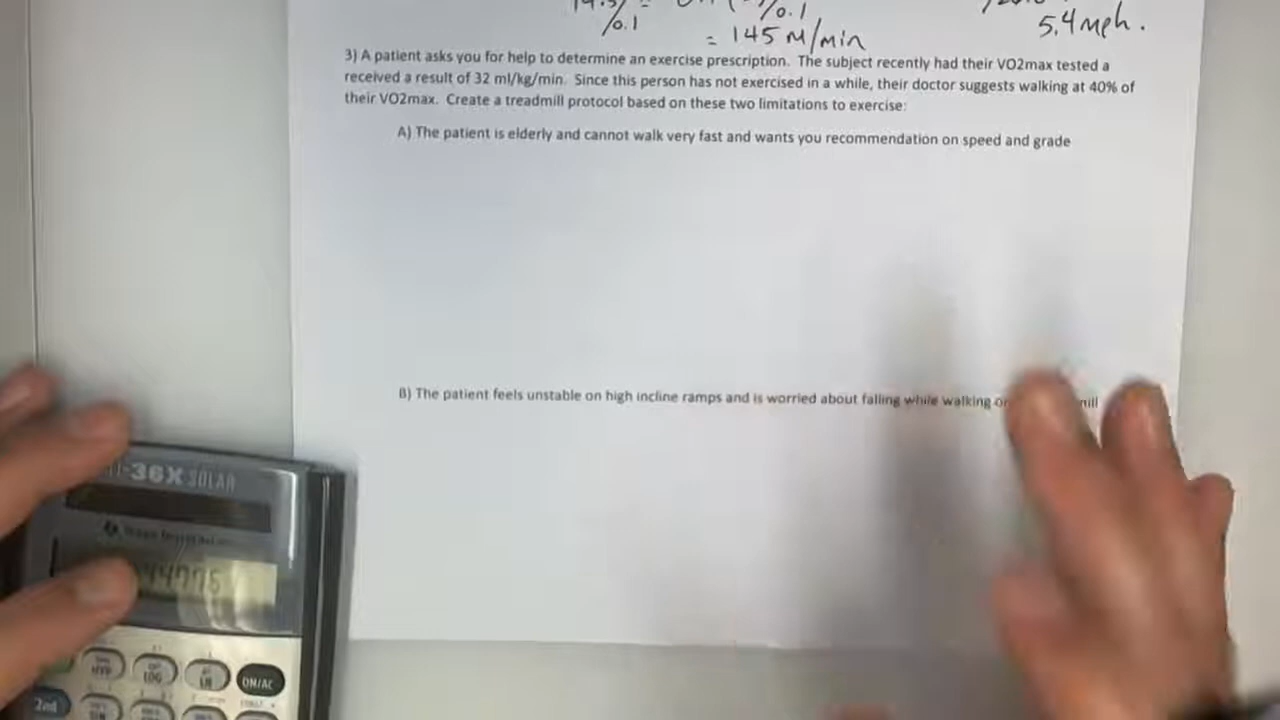 = 145 m/min
5.4 mph.
3) A patient asks you for help to determine an exercise prescription. The subject recently had their VO2max tested a
received a result of 32 ml/kg/min. Since this person has not exercised in a while, their doctor suggests walking at 40% of
their VO2max. Create a treadmill protocol based on these two limitations to exercise:
A) The patient is elderly and cannot walk very fast and wants you recommendation on speed and grade
B) The patient feels unstable on high incline ramps and is worried about falling while walking
-36X SOLAR
LOG
ON/AC
2nd